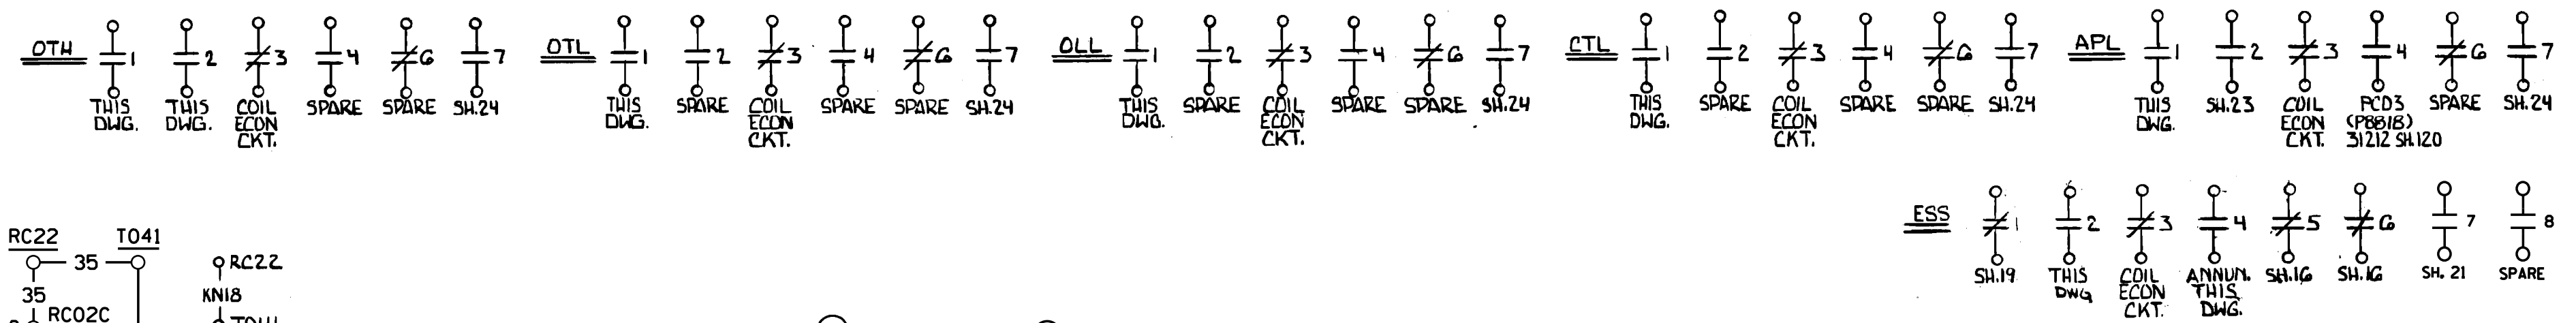 OTH 1 2 3 4 6 7
THIS DWG. THIS DWG. COIL ECON CKT. SPARE SPARE SH.24
OTL 1 2 3 4 6 7
THIS DWG. SPARE COIL ECON CKT. SPARE SPARE SH.24
OLL 1 2 3 4 6 7
THIS DWG. SPARE COIL ECON CKT. SPARE SPARE SH.24
CTL 1 2 3 4 6 7
THIS DWG. SPARE COIL ECON CKT. SPARE SPARE SH.24
APL 1 2 3 4 6 7
THIS DWG. SH.23 COIL ECON CKT. PCD3 (PB81B) 31212 SH.120 SPARE SH.24
ESS 1 2 3 4 5 6 7 8
SH.19 THIS DWG COIL ECON CKT. ANNUN. THIS DWG. SH.16 SH.16 SH. 21 SPARE
RC22 TO41
35
35
RC02C
RC22
KN18